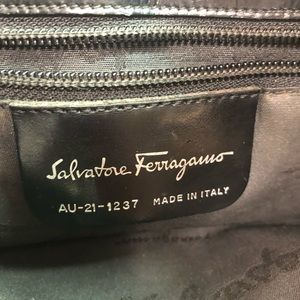 Salvatore Ferragamo
AU-21-1237 MADE IN ITALY